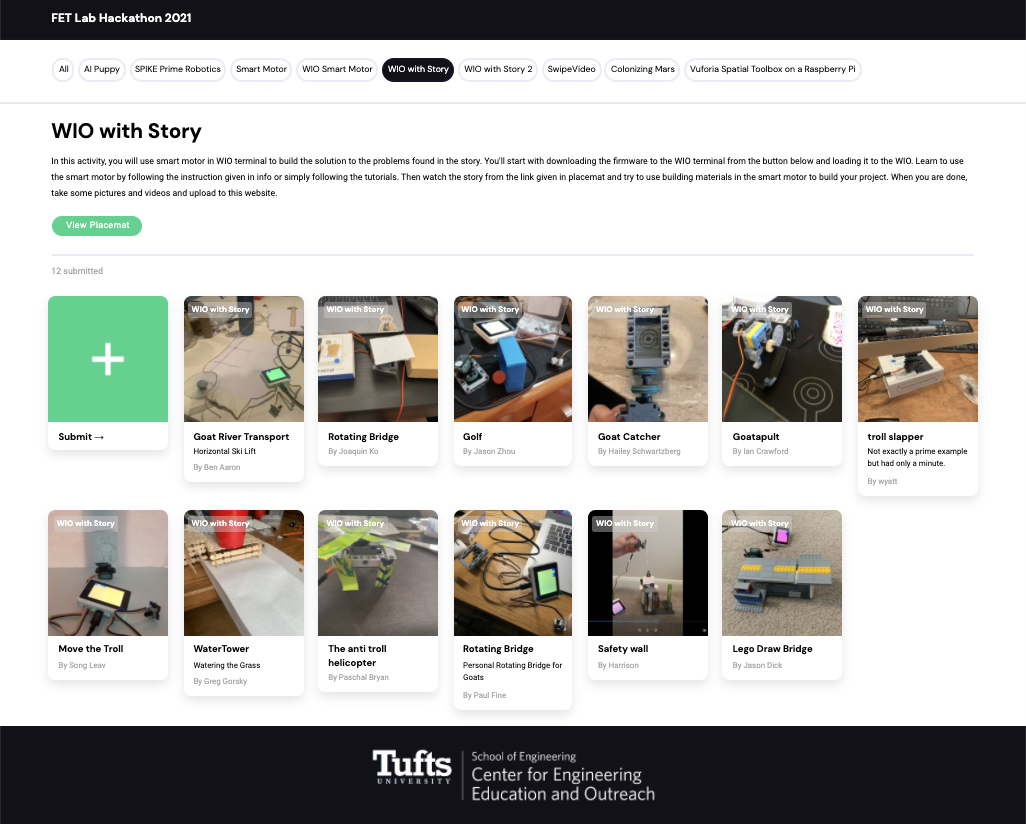 FET Lab Hackathon 2021
All
AI Puppy
SPIKE Prime Robotics
Smart Motor
WIO Smart Motor
WIO with Story
WIO with Story 2
SwipeVideo
Colonizing Mars
Vuforia Spatial Toolbox on a Raspberry Pi
WIO with Story
In this activity, you will use smart motor in WIO terminal to build the solution to the problems found in the story. You'll start with downloading the firmware to the WIO terminal from the button below and loading it to the WIO. Learn to use
the smart motor by following the instruction given in info or simply following the tutorials. Then watch the story from the link given in placemat and try to use building materials in the smart motor to build your project. When you are done,
take some pictures and videos and upload to this website.
View Placemat
12 submitted
Submit →
WIO with Story
Goat River Transport
Horizontal Ski Lift
By Ben Aaron
WIO with Story
Rotating Bridge
By Joaquin Ko
WIO with Story
Golf
By Jason Zhou
WIO with Story
Goat Catcher
By Hailey Schwartzberg
WIO with Story
Goatapult
By Ian Crawford
WIO with Story
troll slapper
Not exactly a prime example
but had only a minute.
By wyatt
WIO with Story
Move the Troll
By Song Leav
WIO with Story
WaterTower
Watering the Grass
By Greg Gorsky
WIO with Story
The anti troll
helicopter
By Paschal Bryan
WIO with Story
Rotating Bridge
Personal Rotating Bridge for
Goats
By Paul Fine
WIO with Story
Safety wall
By Harrison
WIO with Story
Lego Draw Bridge
By Jason Dick
Tufts
UNIVERSITY
School of Engineering
Center for Engineering
Education and Outreach